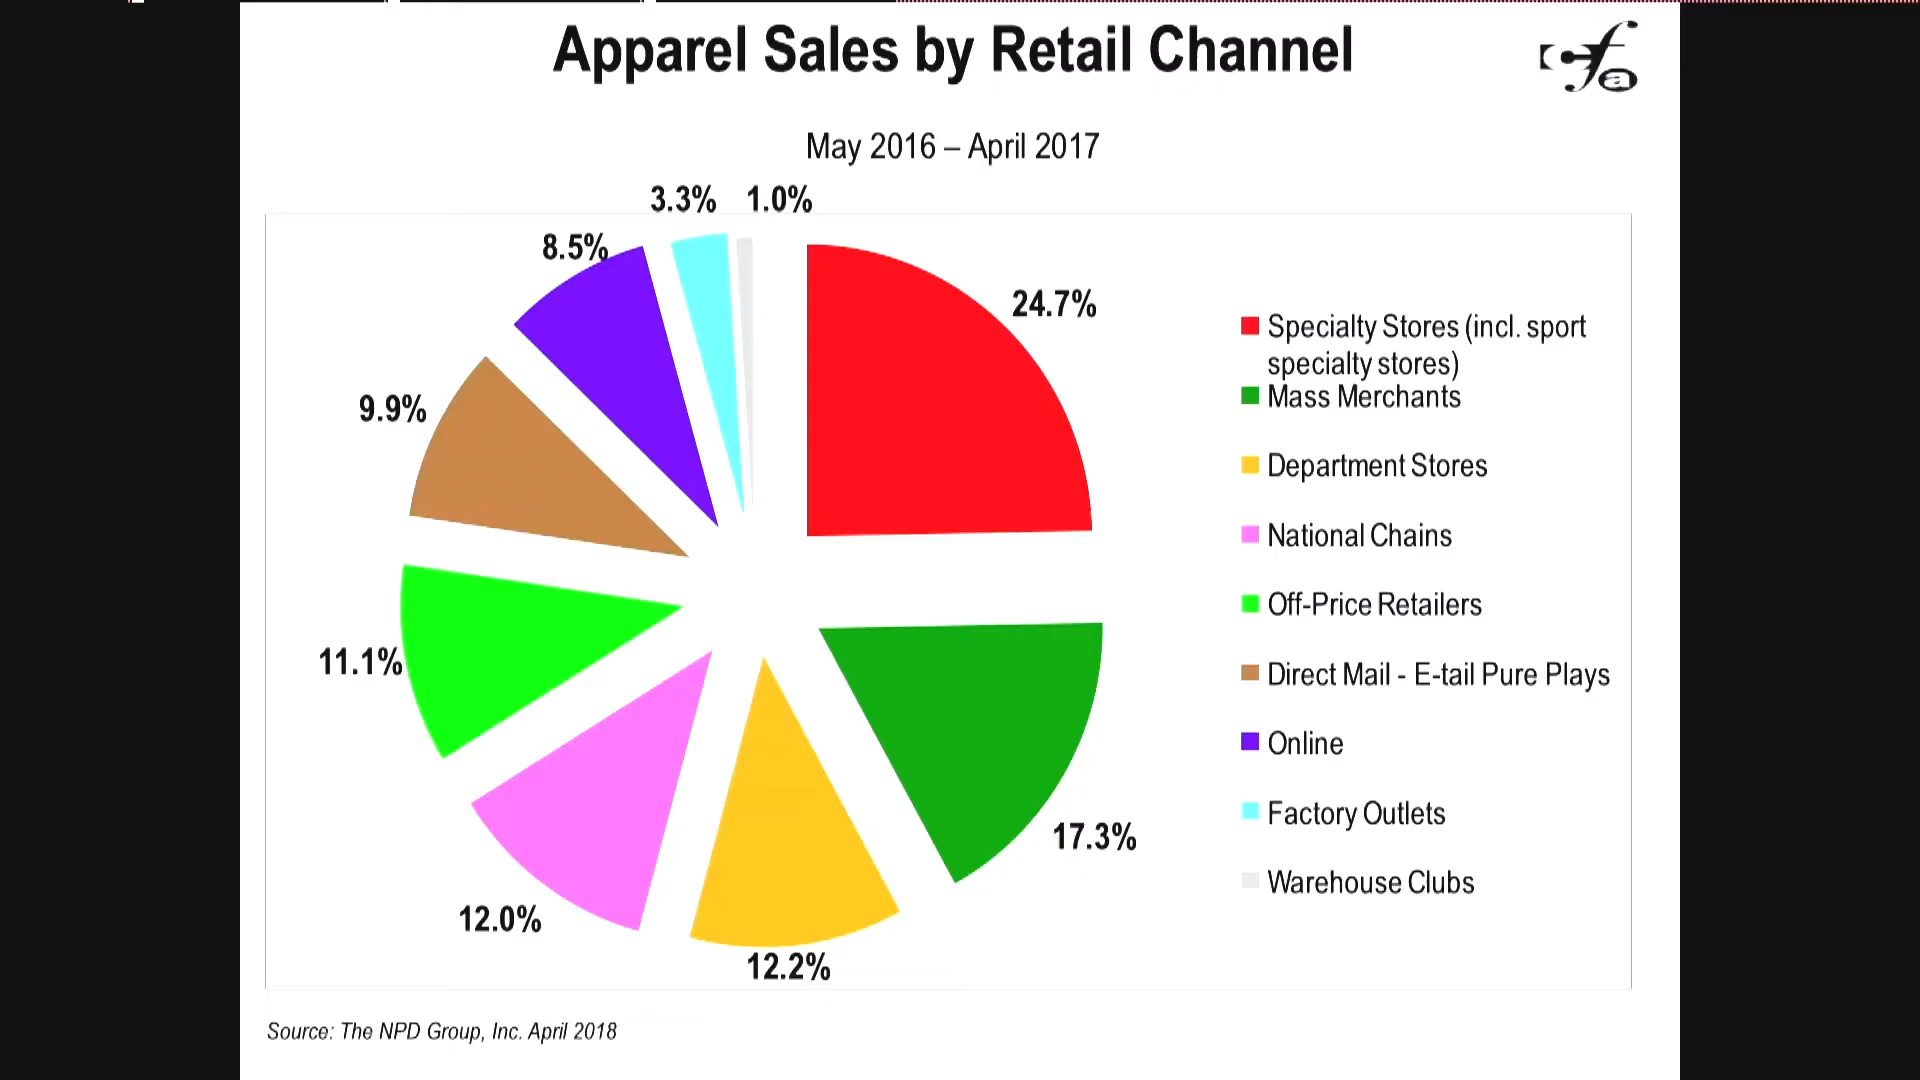 Apparel Sales by Retail Channel
cfa
May 2016 – April 2017
3.3%
1.0%
8.5%
24.7%
9.9%
11.1%
17.3%
12.0%
12.2%
Specialty Stores (incl. sport
specialty stores)
Mass Merchants
Department Stores
National Chains
Off-Price Retailers
Direct Mail - E-tail Pure Plays
Online
Factory Outlets
Warehouse Clubs
Source: The NPD Group, Inc. April 2018